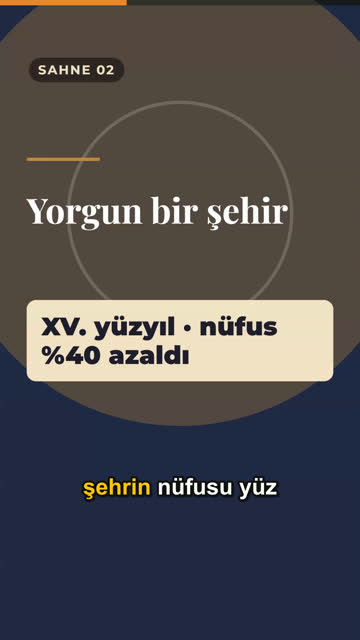 SAHNE 02
Yorgun bir şehir
XV. yüzyıl • nüfus
%40 azaldı
şehrin nüfusu yüz